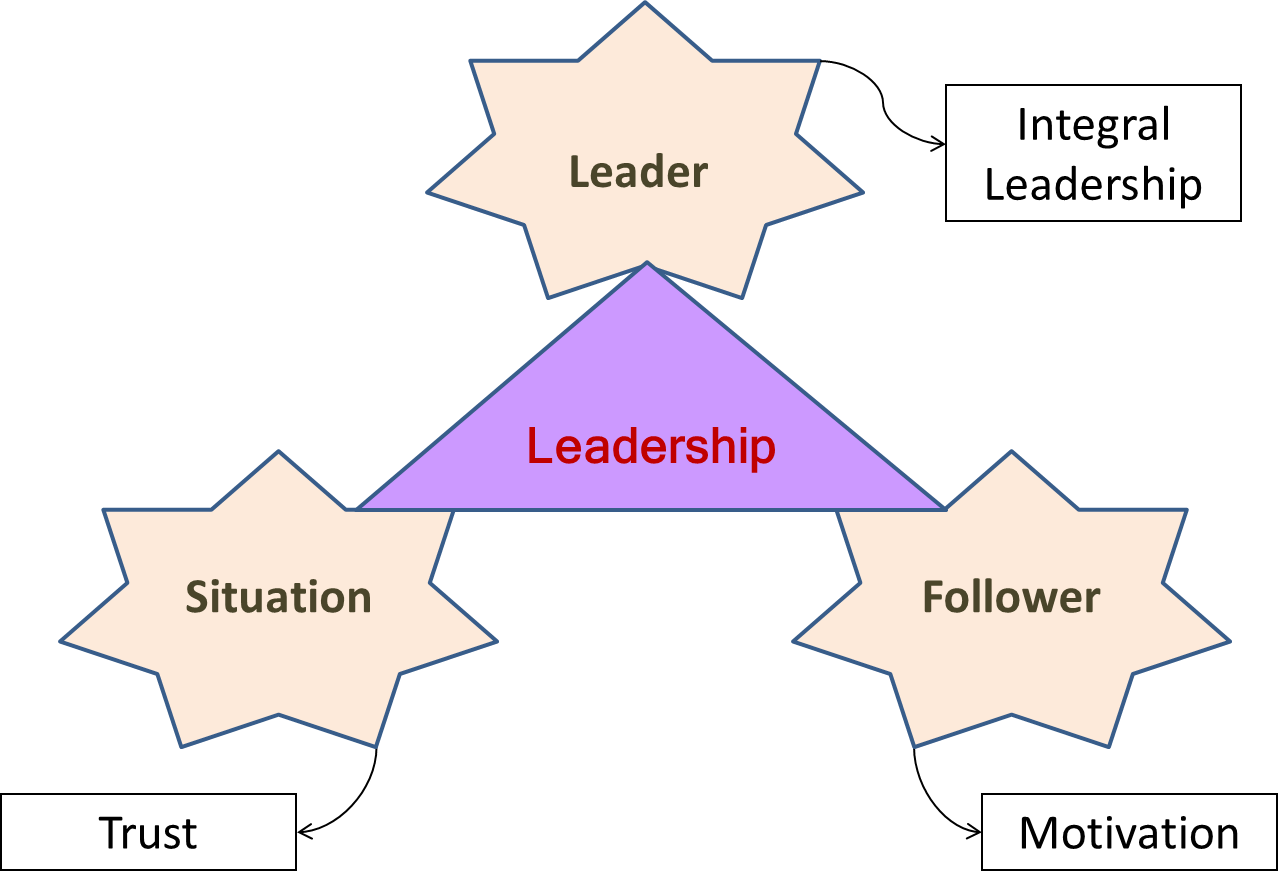 Leader
Integral
Leadership
Leadership
Situation
Follower
Trust
Motivation